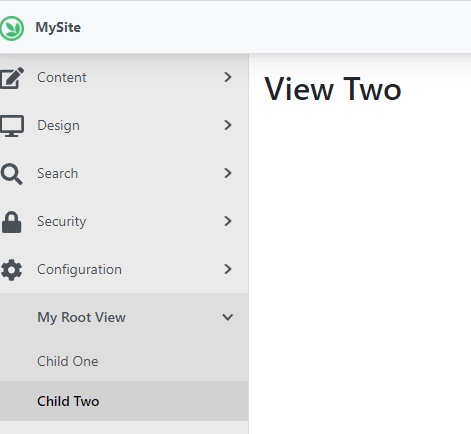 MySite
Content
View Two
Design
Search
Security
Configuration
My Root View
Child One
Child Two